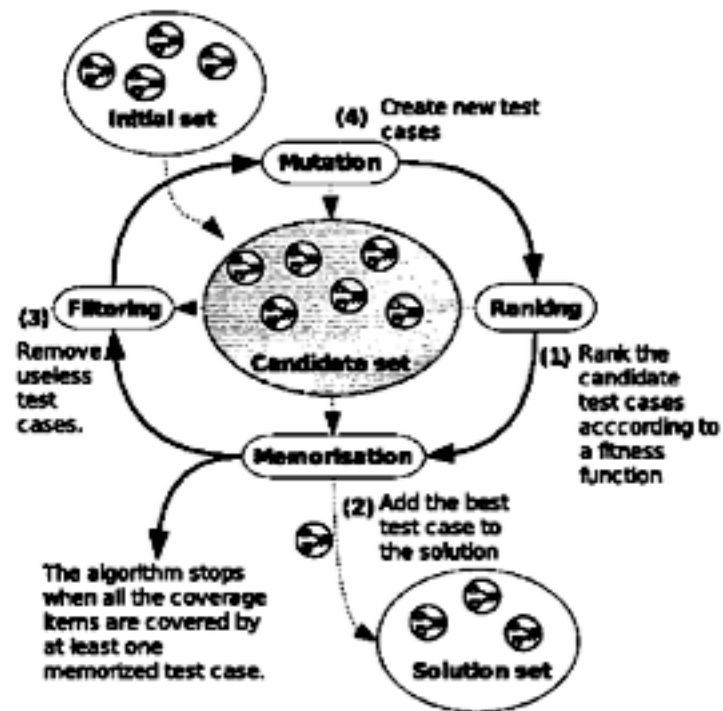 Initial set
(4) Create new test
cases
Mutation
Filtering
(3)
Remove
useless
test
cases.
Candidate set
Ranking
(1) Rank the
candidate
test cases
acccording to
a fitness
function
Memorisation
(2) Add the best
test case to
the solution
The algorithm stops
when all the coverage
items are covered by
at least one
memorized test case.
Solution set